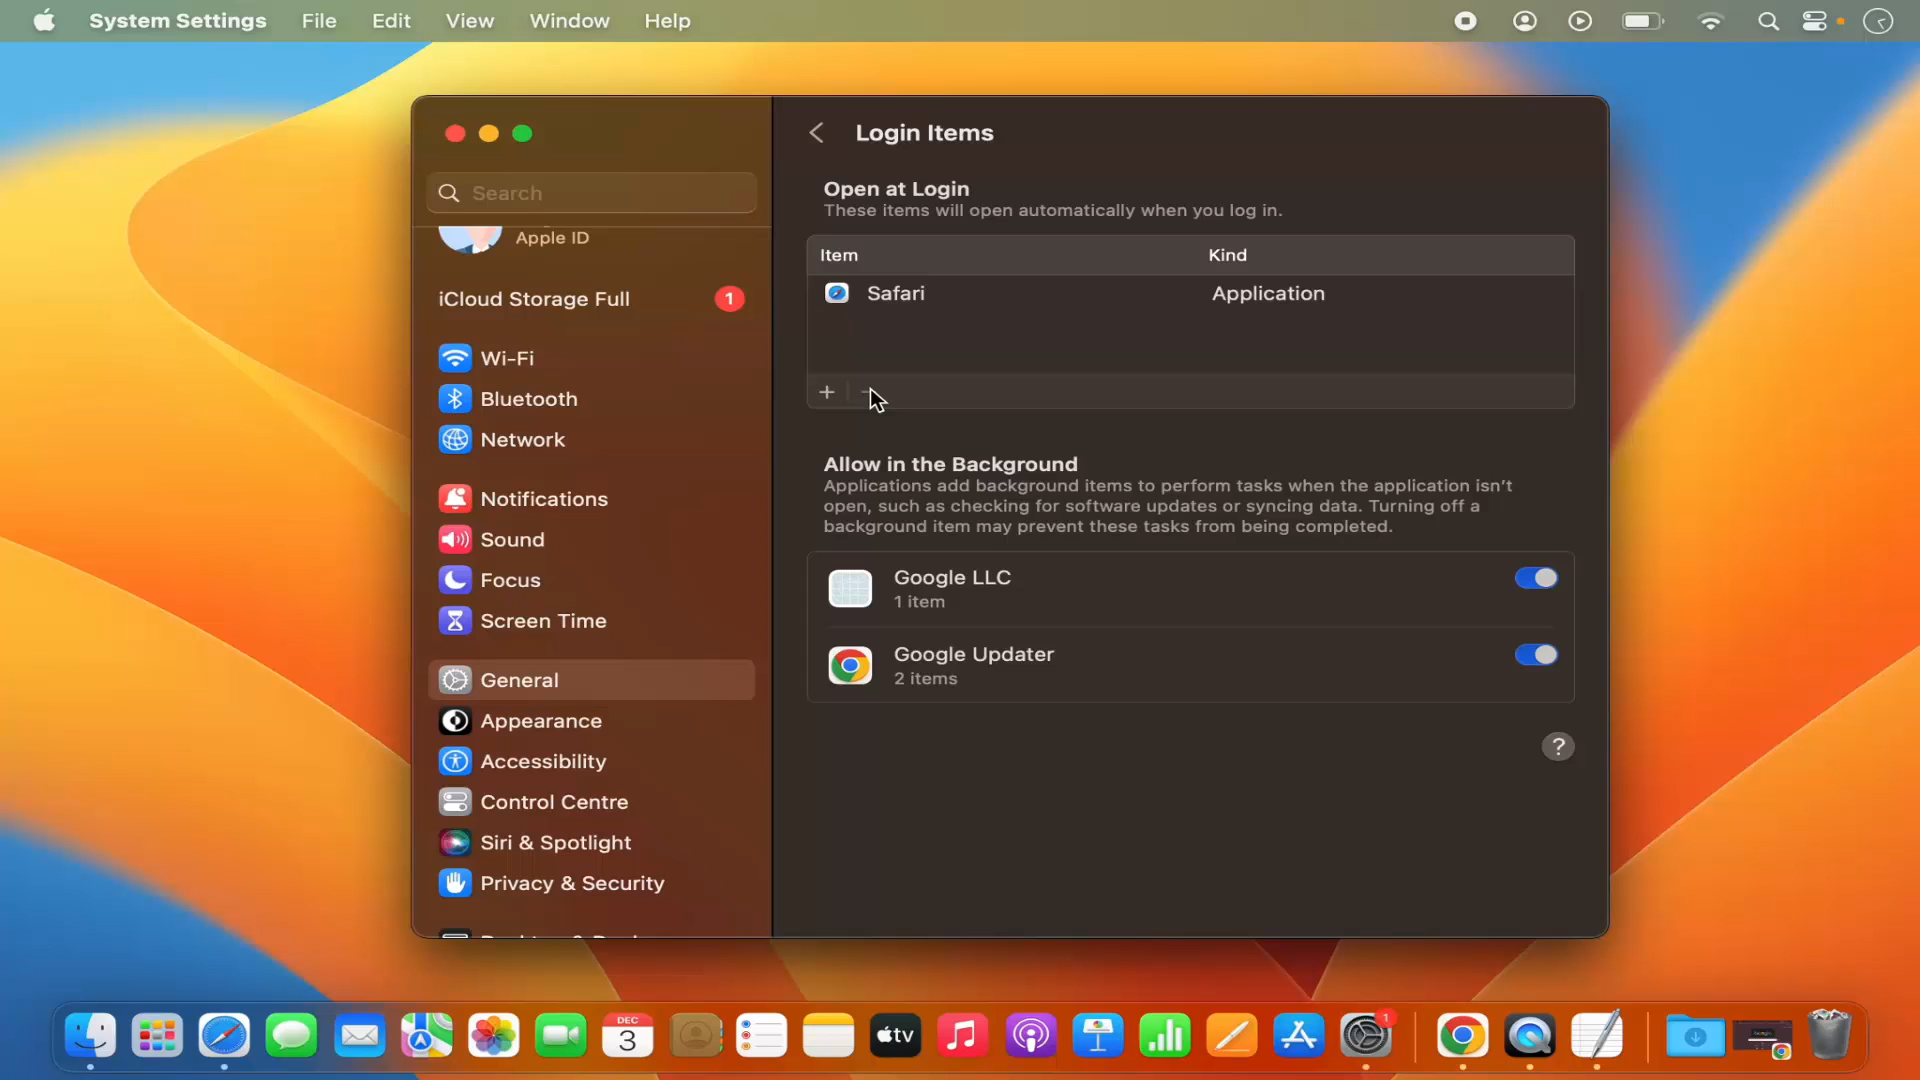 System Settings File Edit View Window Help
Login Items
Search
Open at Login
These items will open automatically when you log in.
Apple ID
Item Kind
Safari Application
iCloud Storage Full 1
Wi-Fi
Bluetooth
Network
Notifications
Sound
Focus
Screen Time
General
Appearance
Accessibility
Control Centre
Siri & Spotlight
Privacy & Security
+
Allow in the Background
Applications add background items to perform tasks when the application isn't
open, such as checking for software updates or syncing data. Turning off a
background item may prevent these tasks from being completed.
Google LLC
1 item
Google Updater
2 items
?
DEC
3
tv
1